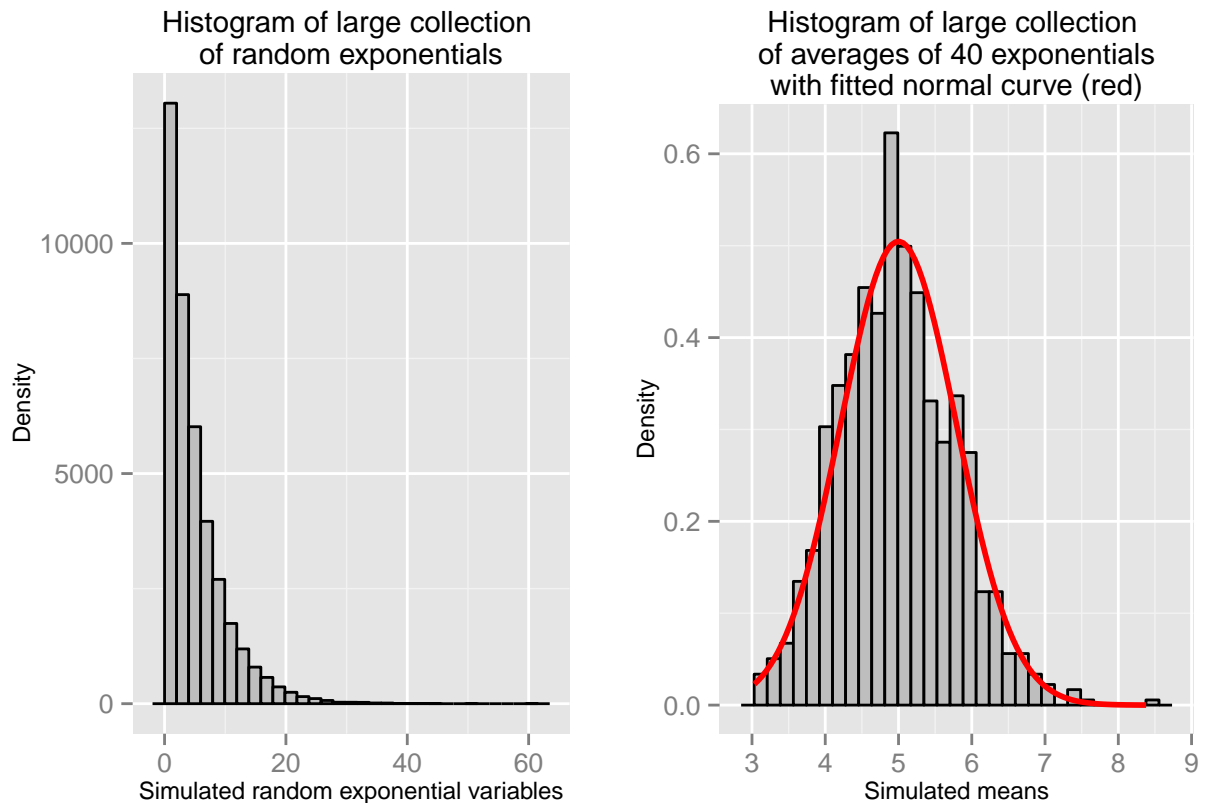 Histogram of large collection
of random exponentials
10000
5000
0
Density
0 20 40 60
Simulated random exponential variables
Histogram of large collection
of averages of 40 exponentials
with fitted normal curve (red)
0.6
0.4
0.2
0.0
Density
3 4 5 6 7 8 9
Simulated means